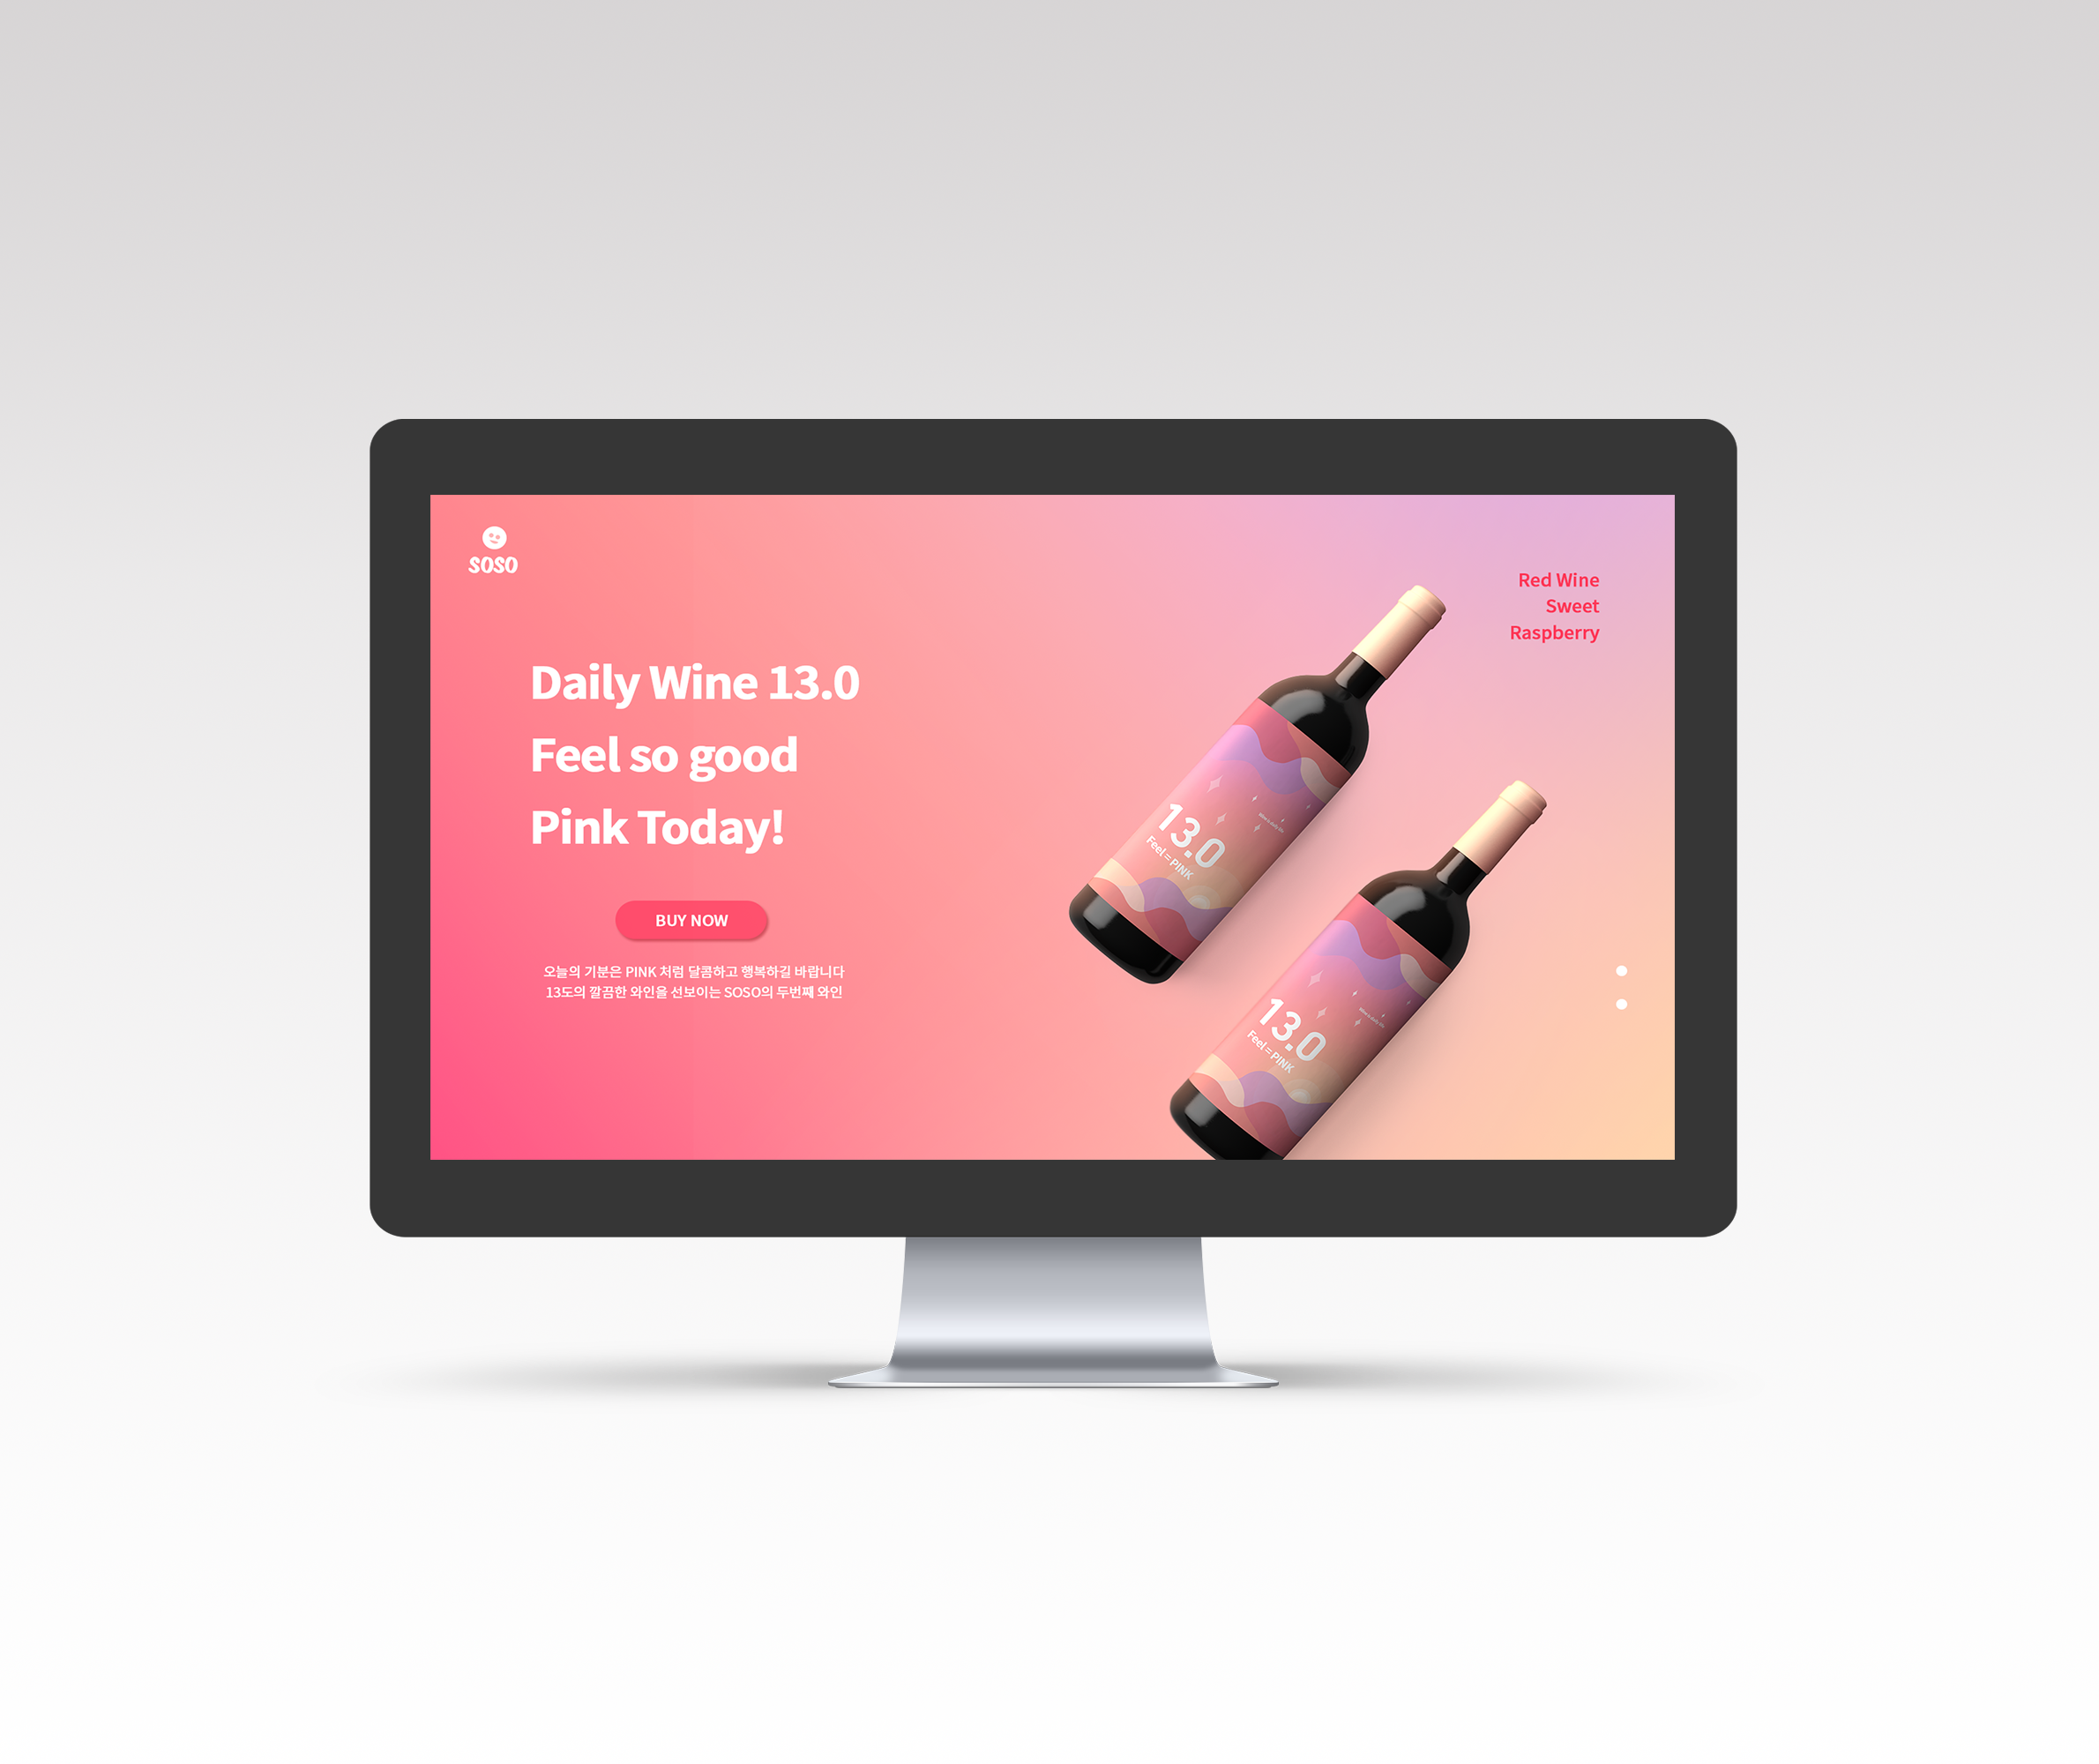 SOSO
Red Wine
Sweet
Raspberry
Daily Wine 13.0
Feel so good
Pink Today!
BUY NOW
오늘의 기분은 PINK 처럼 달콤하고 행복하길 바랍니다
13도의 깔끔한 와인을 선보이는 SOSO의 두번째 와인
13.0
Feel = PINK
13.0
Feel = PINK